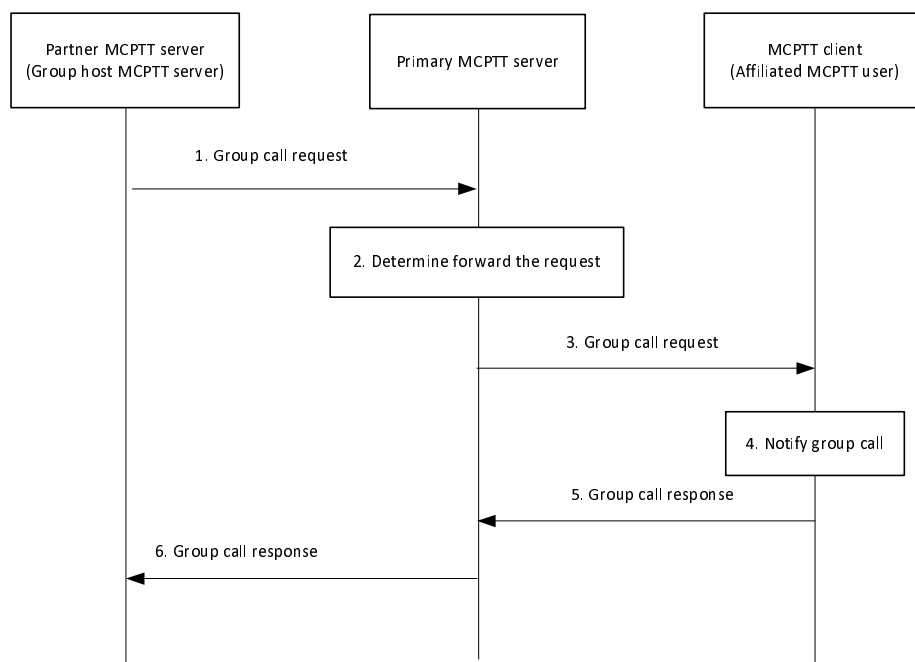 Partner MCPTT server
(Group host MCPTT server)
Primary MCPTT server
MCPTT client
(Affiliated MCPTT user)
1. Group call request
2. Determine forward the request
3. Group call request
4. Notify group call
5. Group call response
6. Group call response